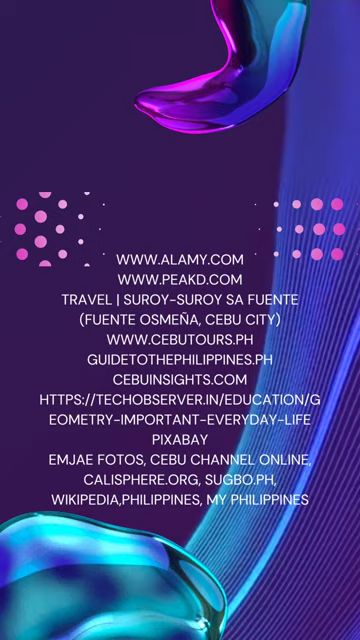 WWW.ALAMY.COM
WWW.PEAKD.COM
TRAVEL | SUROY-SUROY SA FUENTE
(FUENTE OSMEÑA, CEBU CITY)
WWW.CEBUTOURS.PH
GUIDETOTHEPHILIPPINES.PH
CEBUINSIGHTS.COM
HTTPS://TECHOBSERVER.IN/EDUCATION/G
EOMETRY-IMPORTANT-EVERYDAY-LIFE
PIXABAY
EMJAE FOTOS, CEBU CHANNEL ONLINE,
CALISPHERE.ORG, SUGBO.PH,
WIKIPEDIA,PHILIPPINES, MY PHILIPPINES